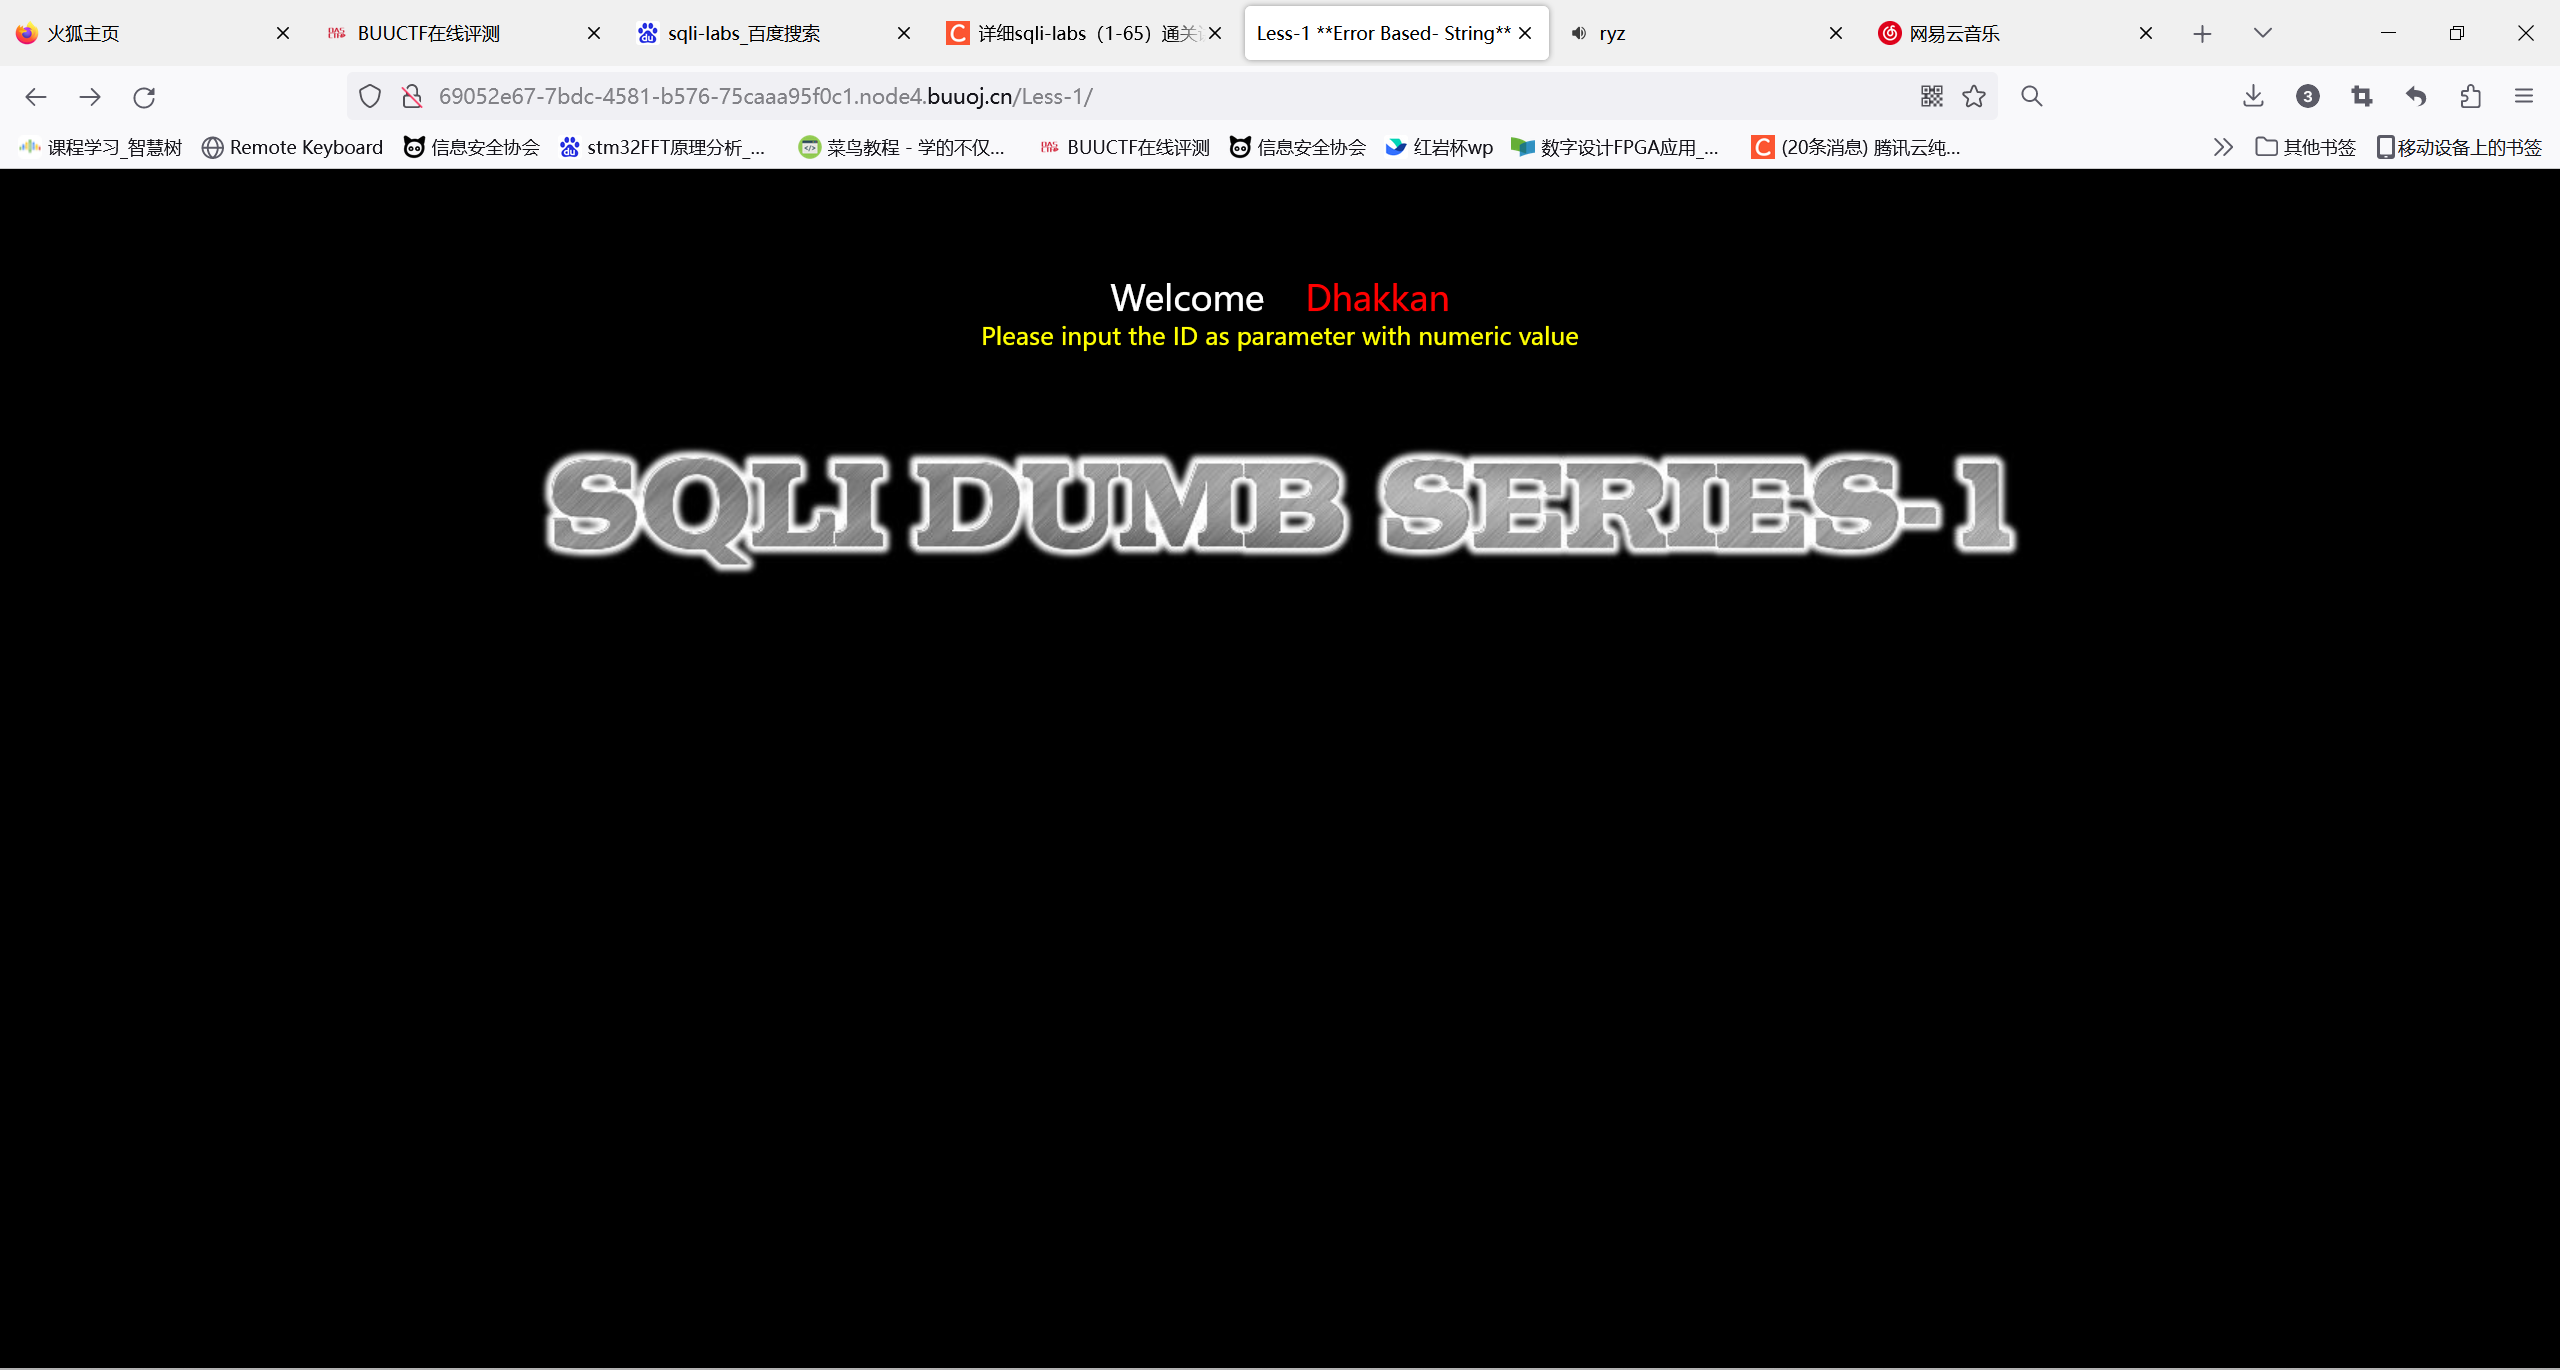 火狐主页 BUUCTF在线评测 sqli-labs_百度搜索 详细sqli-labs（1-65）通关 Less-1 **Error Based- String** ryz 网易云音乐
69052e67-7bdc-4581-b576-75caaa95f0c1.node4.buuoj.cn/Less-1/ 3
课程学习_智慧树 Remote Keyboard 信息安全协会 stm32FFT原理分析_... 菜鸟教程 - 学的不仅... BUUCTF在线评测 信息安全协会 红岩杯wp 数字设计FPGA应用_... (20条消息) 腾讯云纯... 其他书签 移动设备上的书签
Welcome Dhakkan
Please input the ID as parameter with numeric value
SQLI DUMB SERIES-1